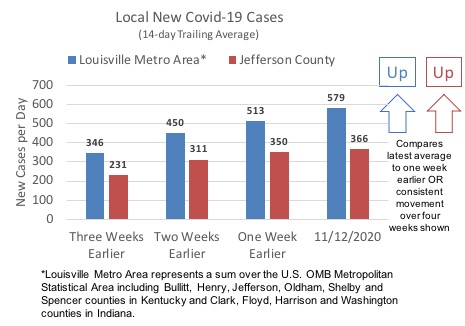 Local New Covid-19 Cases
(14-day Trailing Average)
Louisville Metro Area*
Jefferson County
Up
Up
New Cases per Day
700
600
500
400
300
200
100
0
346
231
450
311
513
350
579
366
Three Weeks
Earlier
Two Weeks
Earlier
One Week
Earlier
11/12/2020
Compares
latest average
to one week
earlier OR
consistent
movement
over four
weeks shown
*Louisville Metro Area represents a sum over the U.S. OMB Metropolitan
Statistical Area including Bullitt, Henry, Jefferson, Oldham, Shelby and
Spencer counties in Kentucky and Clark, Floyd, Harrison and Washington
counties in Indiana.